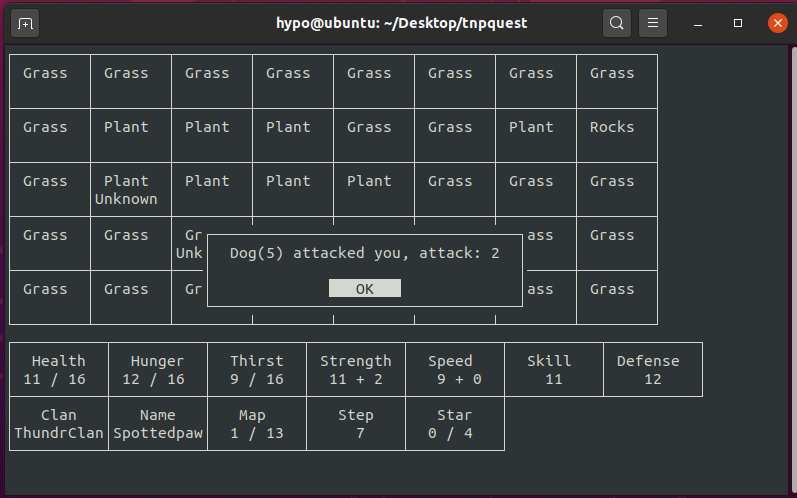 hypo@ubuntu: ~/Desktop/tnpquest
Grass Grass Grass Grass Grass Grass Grass Grass
Grass Plant Plant Plant Grass Grass Plant Rocks
Grass Plant Plant Plant Plant Grass Grass Grass
Unknown
Grass Grass Gr ass Grass
Unk
Dog(5) attacked you, attack: 2
Grass Grass Gr OK ass Grass
Health Hunger Thirst Strength Speed Skill Defense
11 / 16 12 / 16 9 / 16 11 + 2 9 + 0 11 12
Clan Name Map Step Star
ThundrClan Spottedpaw 1 / 13 7 0 / 4